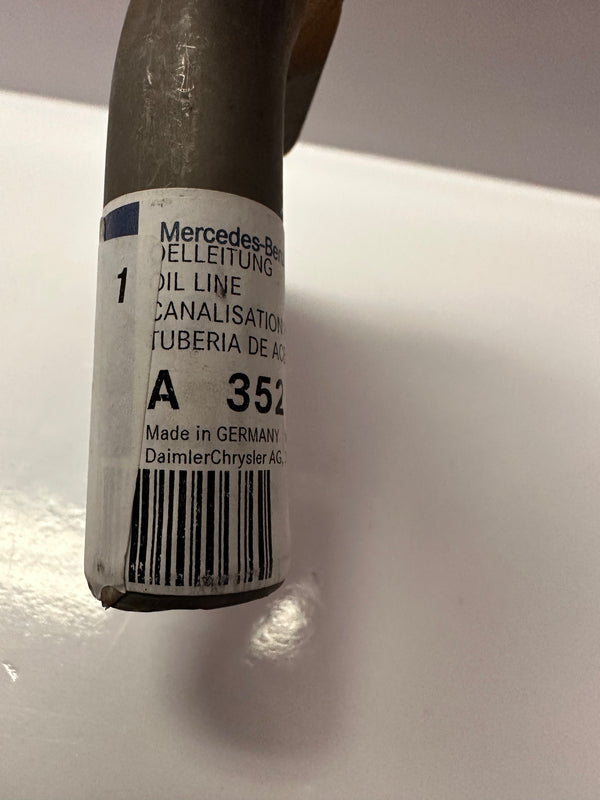 Mercedes-Ben
OELLEITUNG
OIL LINE
1
CANALISATION
TUBERIA DE AC
A 352
Made in GERMANY
DaimlerChrysler AG,